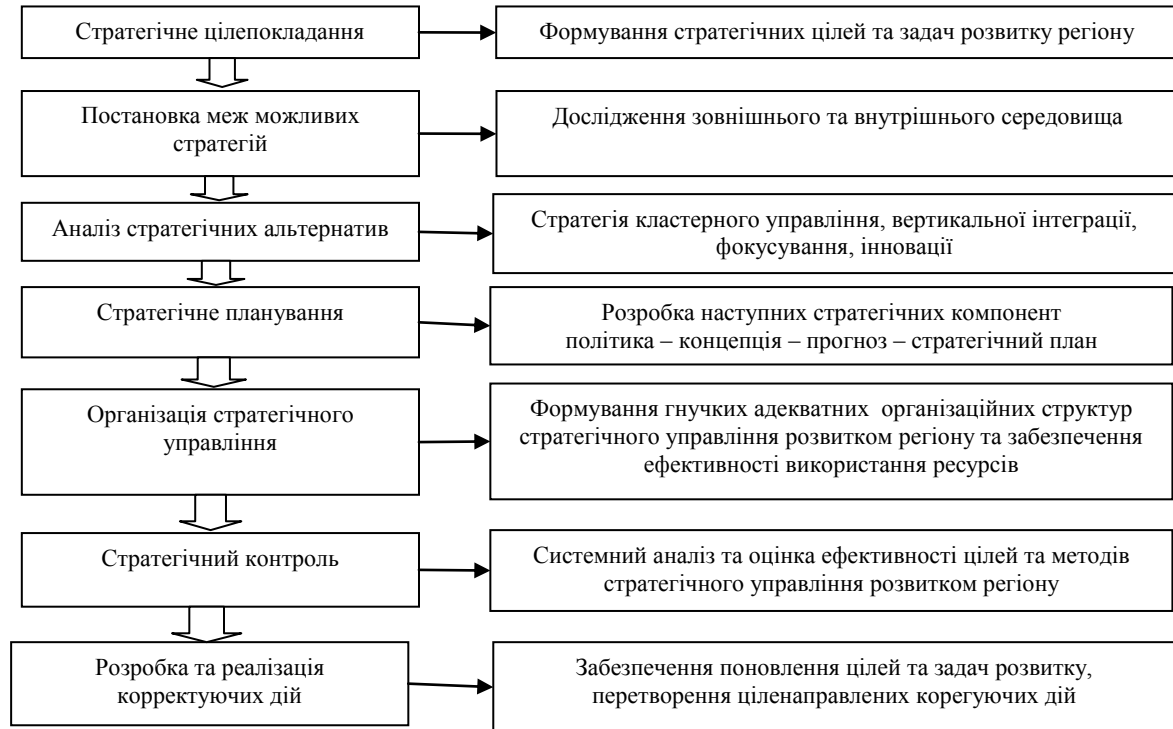 Стратегічне цілепокладання
Формування стратегічних цілей та задач розвитку регіону
Постановка меж можливих
стратегій
Дослідження зовнішнього та внутрішнього середовища
Аналіз стратегічних альтернатив
Стратегія кластерного управління, вертикальної інтеграції,
фокусування, інновації
Стратегічне планування
Розробка наступних стратегічних компонент
політика – концепція – прогноз – стратегічний план
Організація стратегічного
управління
Формування гнучких адекватних організаційних структур
стратегічного управління розвитком регіону та забезпечення
ефективності використання ресурсів
Стратегічний контроль
Системний аналіз та оцінка ефективності цілей та методів
стратегічного управління розвитком регіону
Розробка та реалізація
корректуючих дій
Забезпечення поновлення цілей та задач розвитку,
перетворення ціленаправлених корегуючих дій